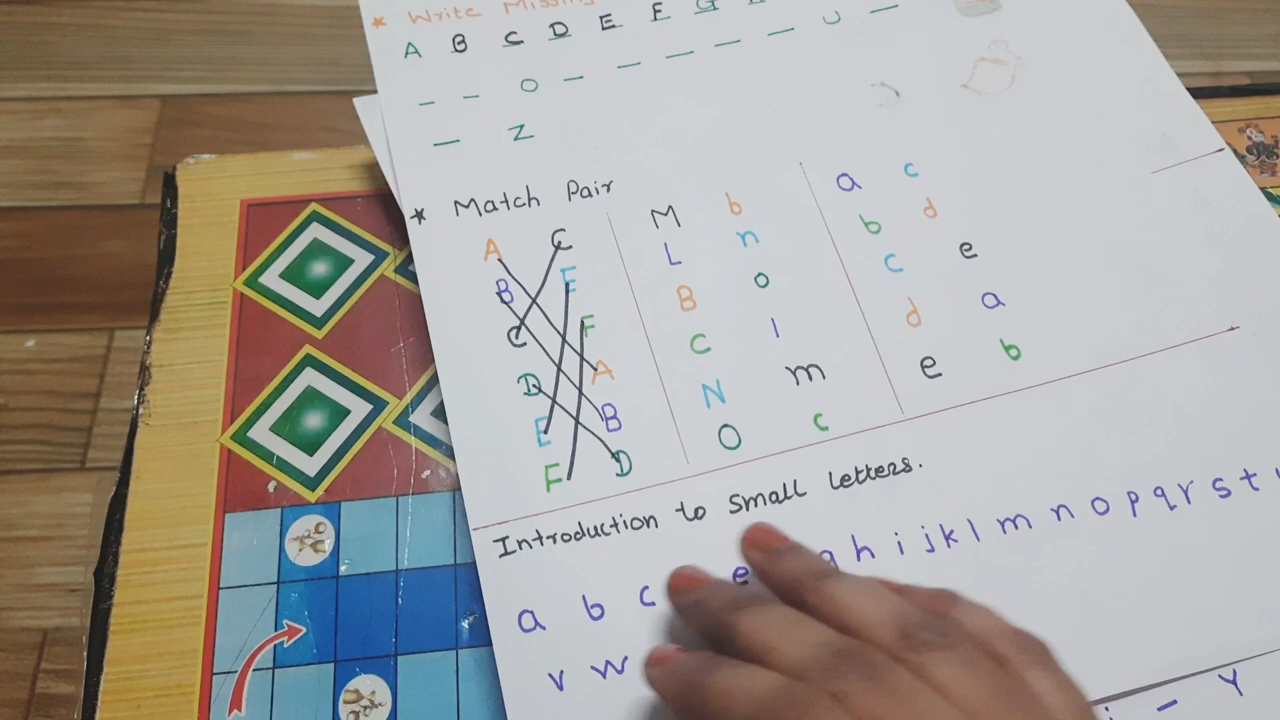 * Write Missing
A B C D E F G
_ _ O _ _ _ _ _ U _
_ Z
* Match Pair
A C
B E
C F
D A
E B
F D
M b
L n
B o
C l
N m
O c
a c
b d
c e
d a
e b
Introduction to small letters.
a b c e g h i j k l m n o p q r s t
v w
i - Y